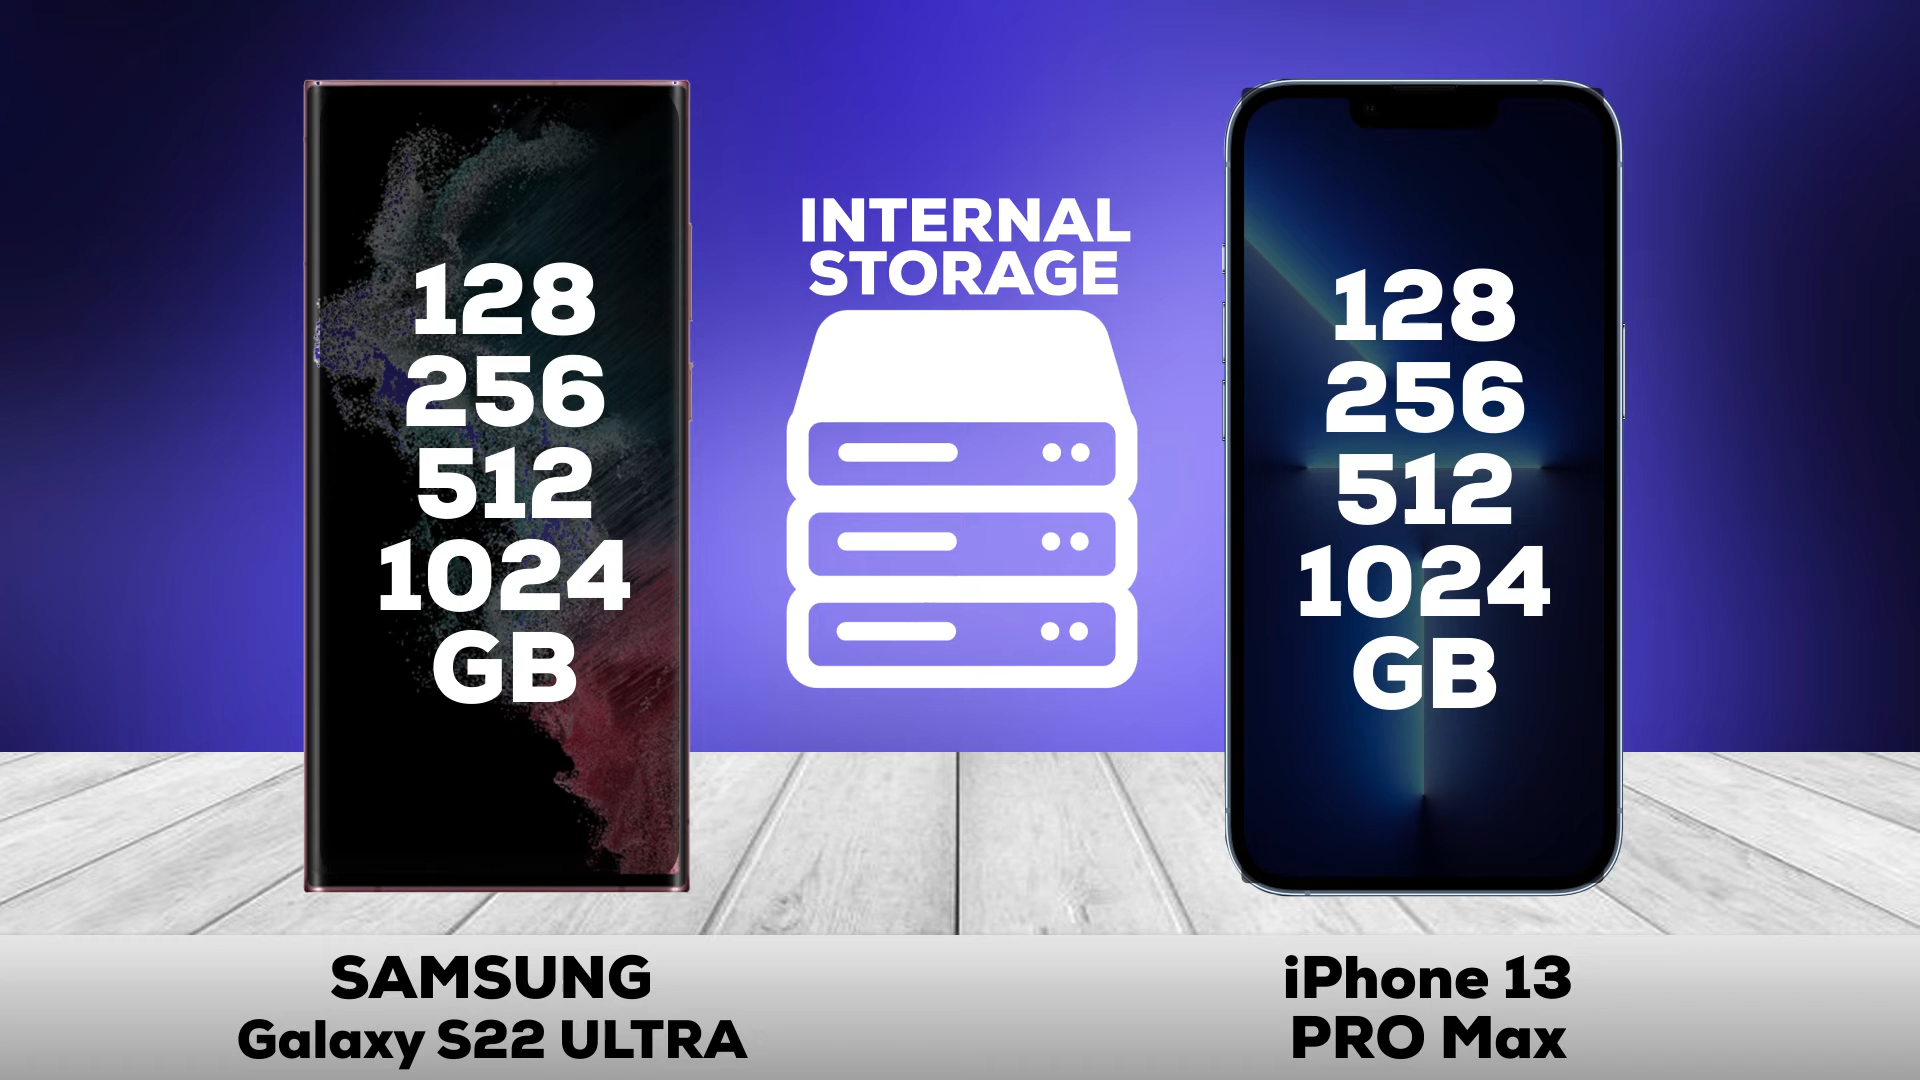 INTERNAL
STORAGE
128
256
512
1024
GB
128
256
512
1024
GB
SAMSUNG
Galaxy S22 ULTRA
iPhone 13
PRO Max